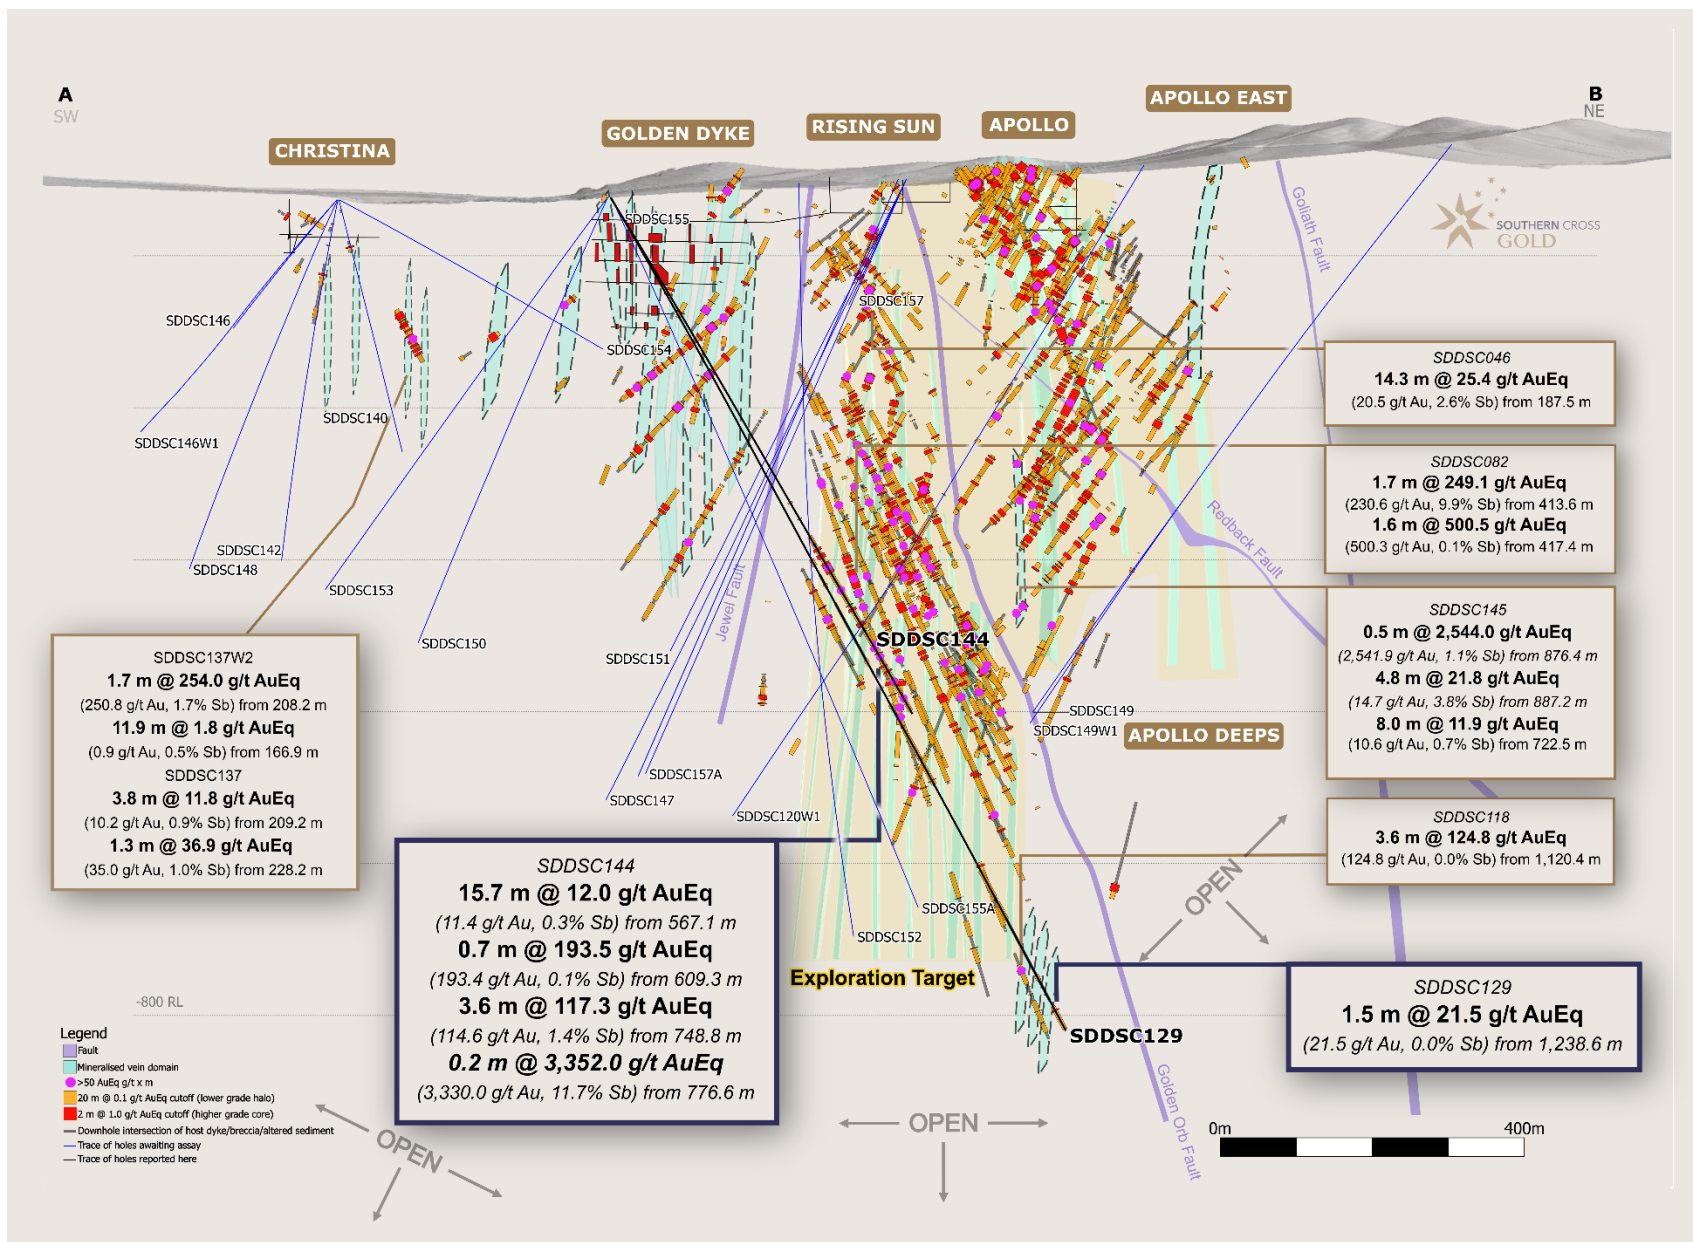 A
SW
B
NE
CHRISTINA
GOLDEN DYKE
RISING SUN
APOLLO
APOLLO EAST
SOUTHERN CROSS
GOLD
Goliath Fault
SDDSC155
SDDSC157
SDDSC146
SDDSC154
SDDSC140
SDDSC146W1
SDDSC142
SDDSC148
SDDSC153
SDDSC150
SDDSC151
Jewel Fault
Redback Fault
SDDSC144
SDDSC149
SDDSC149W1
APOLLO DEEPS
SDDSC157A
SDDSC147
SDDSC120W1
SDDSC155A
SDDSC152
Exploration Target
SDDSC129
Golden Orb Fault
SDDSC046
14.3 m @ 25.4 g/t AuEq
(20.5 g/t Au, 2.6% Sb) from 187.5 m
SDDSC082
1.7 m @ 249.1 g/t AuEq
(230.6 g/t Au, 9.9% Sb) from 413.6 m
1.6 m @ 500.5 g/t AuEq
(500.3 g/t Au, 0.1% Sb) from 417.4 m
SDDSC145
0.5 m @ 2,544.0 g/t AuEq
(2,541.9 g/t Au, 1.1% Sb) from 876.4 m
4.8 m @ 21.8 g/t AuEq
(14.7 g/t Au, 3.8% Sb) from 887.2 m
8.0 m @ 11.9 g/t AuEq
(10.6 g/t Au, 0.7% Sb) from 722.5 m
SDDSC118
3.6 m @ 124.8 g/t AuEq
(124.8 g/t Au, 0.0% Sb) from 1,120.4 m
SDDSC129
1.5 m @ 21.5 g/t AuEq
(21.5 g/t Au, 0.0% Sb) from 1,238.6 m
SDDSC137W2
1.7 m @ 254.0 g/t AuEq
(250.8 g/t Au, 1.7% Sb) from 208.2 m
11.9 m @ 1.8 g/t AuEq
(0.9 g/t Au, 0.5% Sb) from 166.9 m
SDDSC137
3.8 m @ 11.8 g/t AuEq
(10.2 g/t Au, 0.9% Sb) from 209.2 m
1.3 m @ 36.9 g/t AuEq
(35.0 g/t Au, 1.0% Sb) from 228.2 m
SDDSC144
15.7 m @ 12.0 g/t AuEq
(11.4 g/t Au, 0.3% Sb) from 567.1 m
0.7 m @ 193.5 g/t AuEq
(193.4 g/t Au, 0.1% Sb) from 609.3 m
3.6 m @ 117.3 g/t AuEq
(114.6 g/t Au, 1.4% Sb) from 748.8 m
0.2 m @ 3,352.0 g/t AuEq
(3,330.0 g/t Au, 11.7% Sb) from 776.6 m
-800 RL
Legend
Fault
Mineralised vein domain
>50 AuEq g/t x m
20 m @ 0.1 g/t AuEq cutoff (lower grade halo)
2 m @ 1.0 g/t AuEq cutoff (higher grade core)
Downhole intersection of host dyke/breccia/altered sediment
Trace of holes awaiting assay
Trace of holes reported here
OPEN
OPEN
OPEN
0m
400m